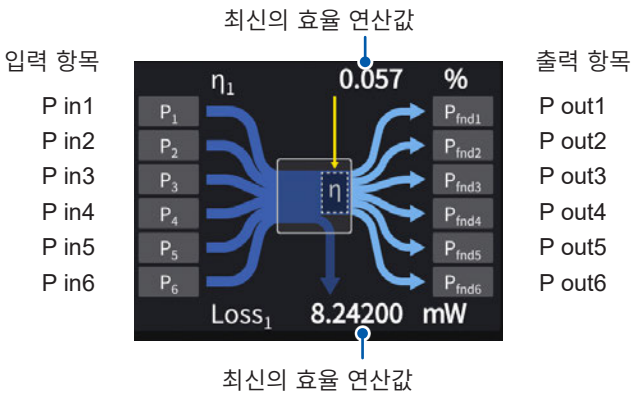 최신의 효율 연산값
입력 항목
출력 항목
η₁ 0.057 %
P in1 P₁ Pfnd1 P out1
P in2 P₂ Pfnd2 P out2
P in3 P₃ η Pfnd3 P out3
P in4 P₄ Pfnd4 P out4
P in5 P₅ Pfnd5 P out5
P in6 P₆ Pfnd6 P out6
Loss₁ 8.24200 mW
최신의 효율 연산값